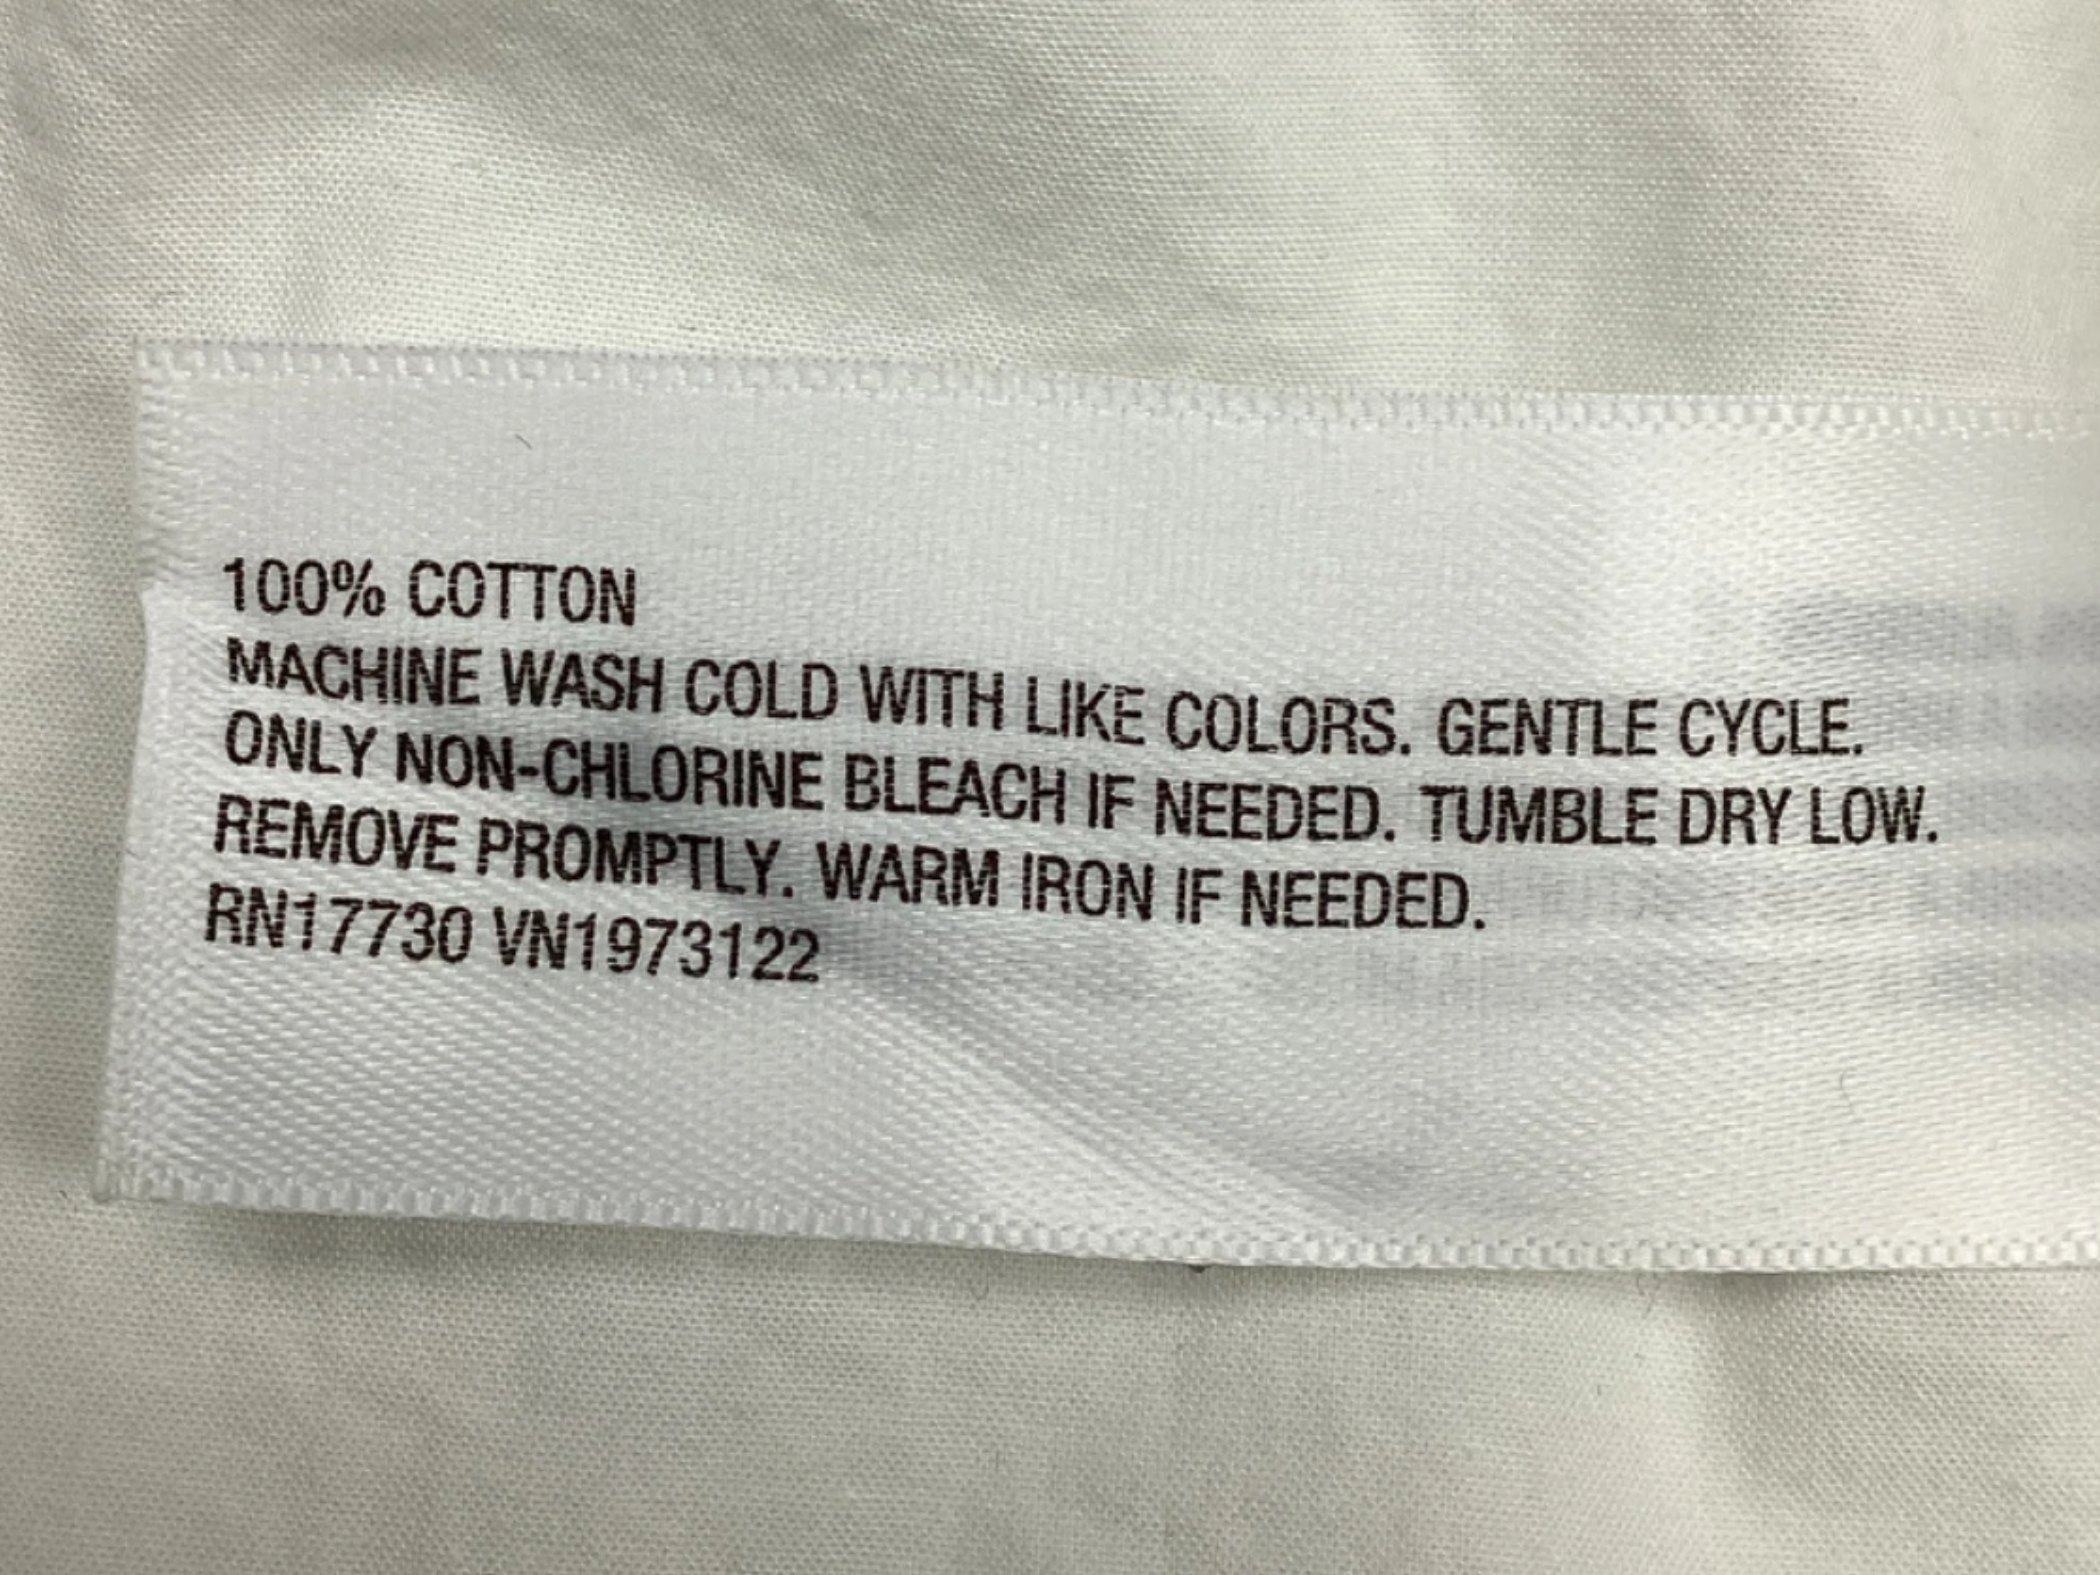 100% COTTON
MACHINE WASH COLD WITH LIKE COLORS. GENTLE CYCLE.
ONLY NON-CHLORINE BLEACH IF NEEDED. TUMBLE DRY LOW.
REMOVE PROMPTLY. WARM IRON IF NEEDED.
RN17730 VN1973122